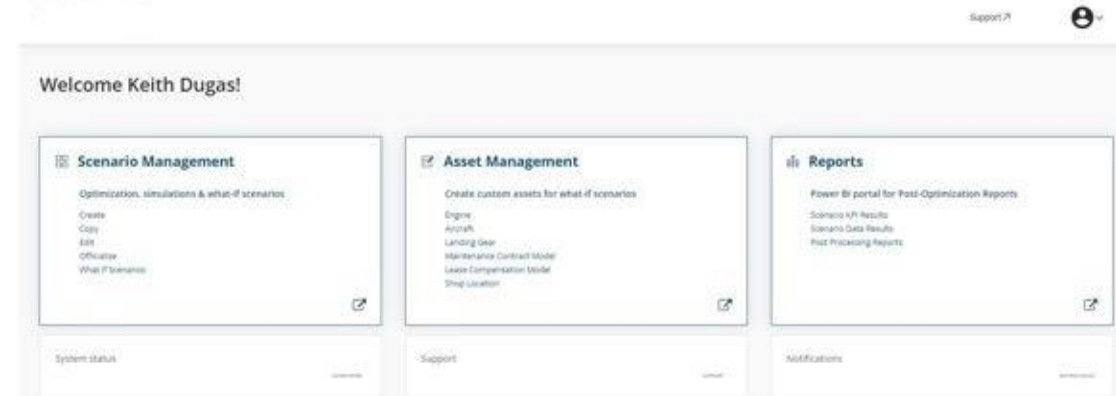 Support
Welcome Keith Dugas!
Scenario Management
Optimization, simulations & what-if scenarios
Create
Copy
Edit
Officialize
What If Scenarios
Asset Management
Create custom assets for what-if scenarios
Engine
Aircraft
Landing Gear
Maintenance Contract Model
Lease Compensation Model
Shop Location
Reports
Power BI portal for Post-Optimization Reports
Scenario KPI Results
Scenario Data Results
Post Processing Reports
System status
Support
Notifications